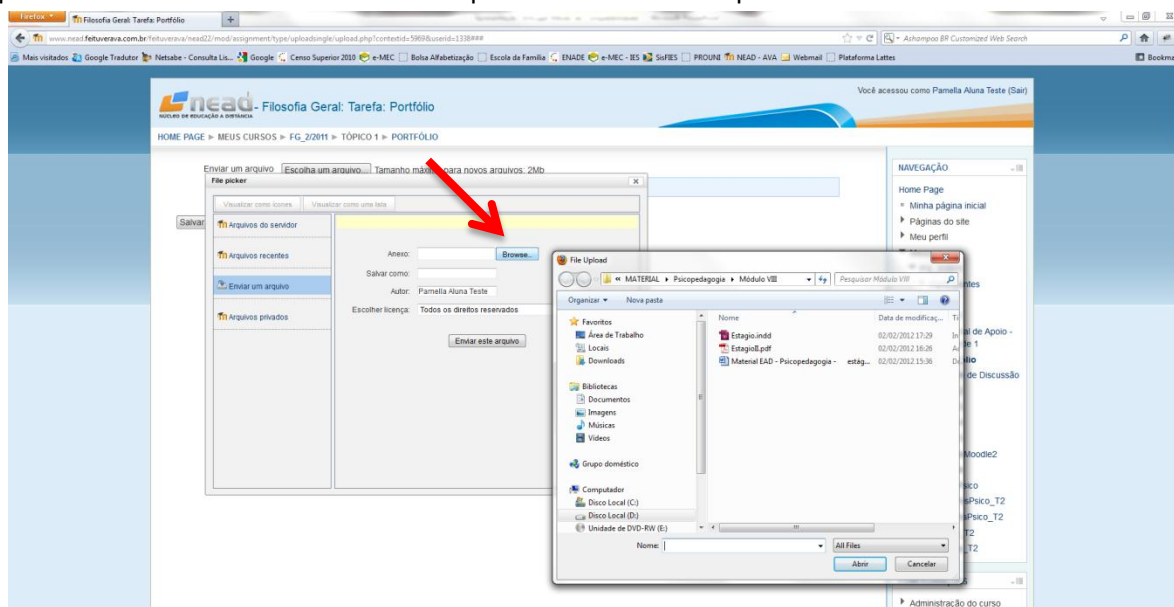 Firefox
Filosofia Geral: Tarefa: Portfólio
www.nead.feituverava.com.br/feituverava/nead22/mod/assignment/type/uploadsingle/upload.php?contextid=5969&userid=1338###
Ashampoo BR Customized Web Search
Mais visitados Google Tradutor Netsabe - Consulta Lis... Google Censo Superior 2010 e-MEC Bolsa Alfabetização Escola da Família ENADE e-MEC - IES SisFIES PROUNI NEAD - AVA Webmail Plataforma Lattes
Você acessou como Pamella Aluna Teste (Sair)
nead - Filosofia Geral: Tarefa: Portfólio
NÚCLEO DE EDUCAÇÃO A DISTÂNCIA
HOME PAGE ► MEUS CURSOS ► FG_2/2011 ► TÓPICO 1 ► PORTFÓLIO
Enviar um arquivo Escolha um arquivo... Tamanho máximo para novos arquivos: 2Mb
File picker
Visualizar como ícones Visualizar como uma lista
Salvar
Arquivos do servidor
Arquivos recentes
Enviar um arquivo
Arquivos privados
Anexo: Browse...
Salvar como:
Autor: Pamella Aluna Teste
Escolher licença: Todos os direitos reservados
Enviar este arquivo
NAVEGAÇÃO
Home Page
Minha página inicial
Páginas do site
Meu perfil
File Upload
« MATERIAL ▸ Psicopedagogia ▸ Módulo VIII
Pesquisar Módulo VIII
Organizar Nova pasta
Favoritos
Área de Trabalho
Locais
Downloads
Bibliotecas
Documentos
Imagens
Músicas
Vídeos
Grupo doméstico
Computador
Disco Local (C:)
Disco Local (D:)
Unidade de DVD-RW (E:)
Nome Data de modificaç...
Estagio.indd 02/02/2012 17:29
EstagioII.pdf 02/02/2012 16:26
Material EAD - Psicopedagogia - estág... 02/02/2012 15:36
Nome: All Files
Abrir Cancelar
ntes
al de Apoio -
de Discussão
Moodle2
sPsico_T2
sPsico_T2
T2
_T2
Administração do curso